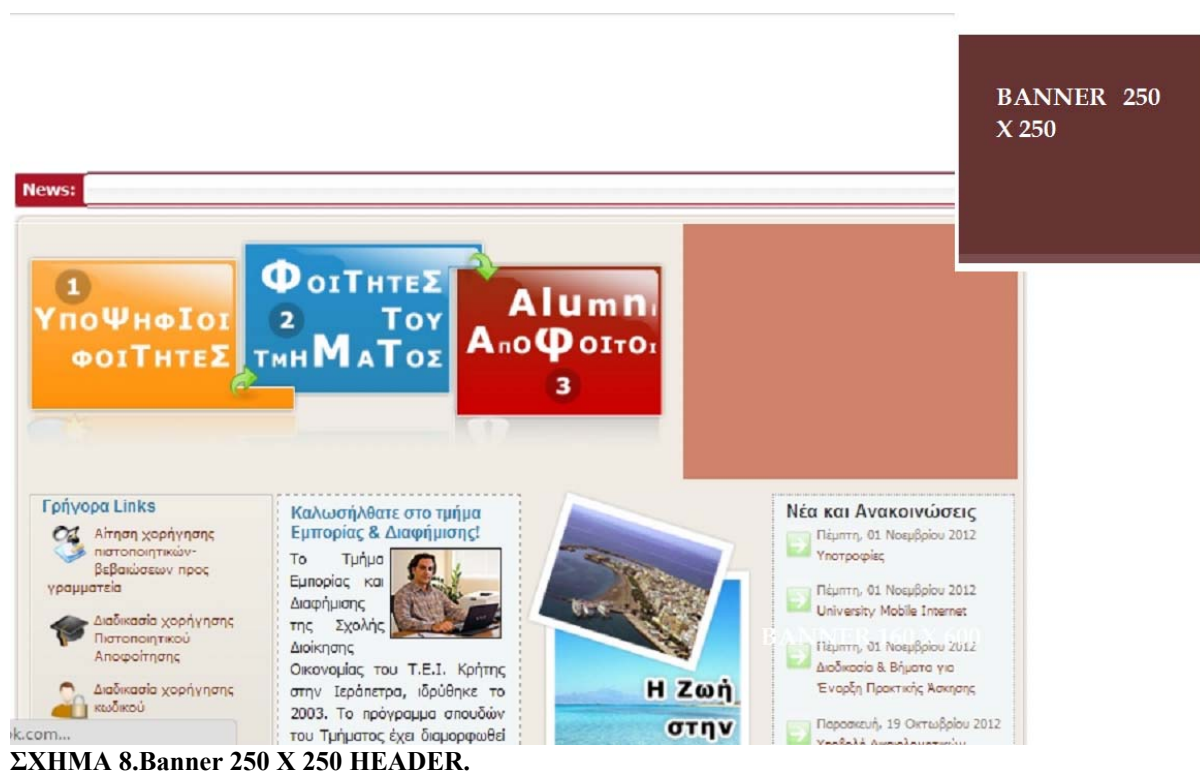 BANNER 250
X 250
News:
1
ΥΠΟΨΗΦΙΟΙ
ΦΟΙΤΗΤΕΣ
ΦΟΙΤΗΤΕΣ
2 ΤΟΥ
ΤΜΗΜΑΤΟΣ
Alumni
ΑΠΟΦΟΙΤΟΙ
3
Γρήγορα Links
Αίτηση χορήγησης
πιστοποιητικών-
βεβαιώσεων προς
γραμματεία
Διαδικασία χορήγησης
Πιστοποιητικού
Αποφοίτησης
Διαδικασία χορήγησης
κωδικού
k.com...
Καλωσήλθατε στο τμήμα
Εμπορίας & Διαφήμισης!
Το Τμήμα
Εμπορίας και
Διαφήμισης
της Σχολής
Διοίκησης
Οικονομίας του Τ.Ε.Ι. Κρήτης
στην Ιεράπετρα, ιδρύθηκε το
2003. Το πρόγραμμα σπουδών
του Τμήματος έχει διαμορφωθεί
Η Ζωή
στην
Νέα και Ανακοινώσεις
Πέμπτη, 01 Νοεμβρίου 2012
Υποτροφίες
Πέμπτη, 01 Νοεμβρίου 2012
University Mobile Internet
BANNER 160 X 600
Πέμπτη, 01 Νοεμβρίου 2012
Διαδικασία & Βήματα για
Έναρξη Πρακτικής Άσκησης
Παρασκευή, 19 Οκτωβρίου 2012
ΣΧΗΜΑ 8.Banner 250 X 250 HEADER.